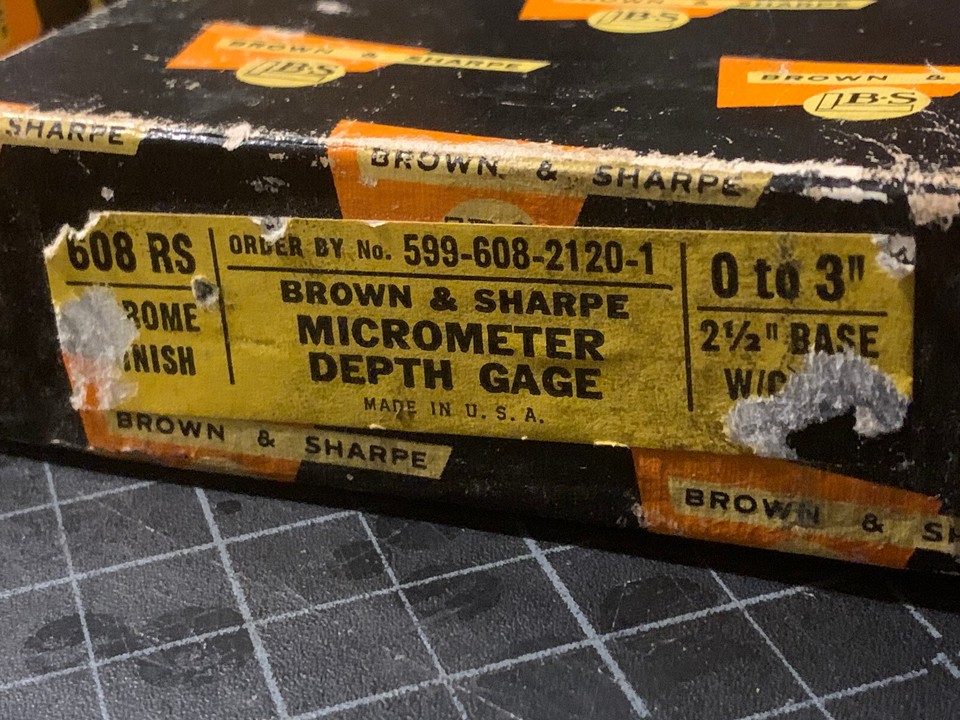 BROWN & SHARPE
B·S
BROWN & SHARPE
B·S
BROWN &
B·S
SHARPE
BROWN & SHARPE
608 RS
ORDER BY No. 599-608-2120-1
0 to 3"
BROWN & SHARPE
MICROMETER
DEPTH GAGE
MADE IN U.S.A.
2½" BASE
BROWN & SHARPE
BROWN &